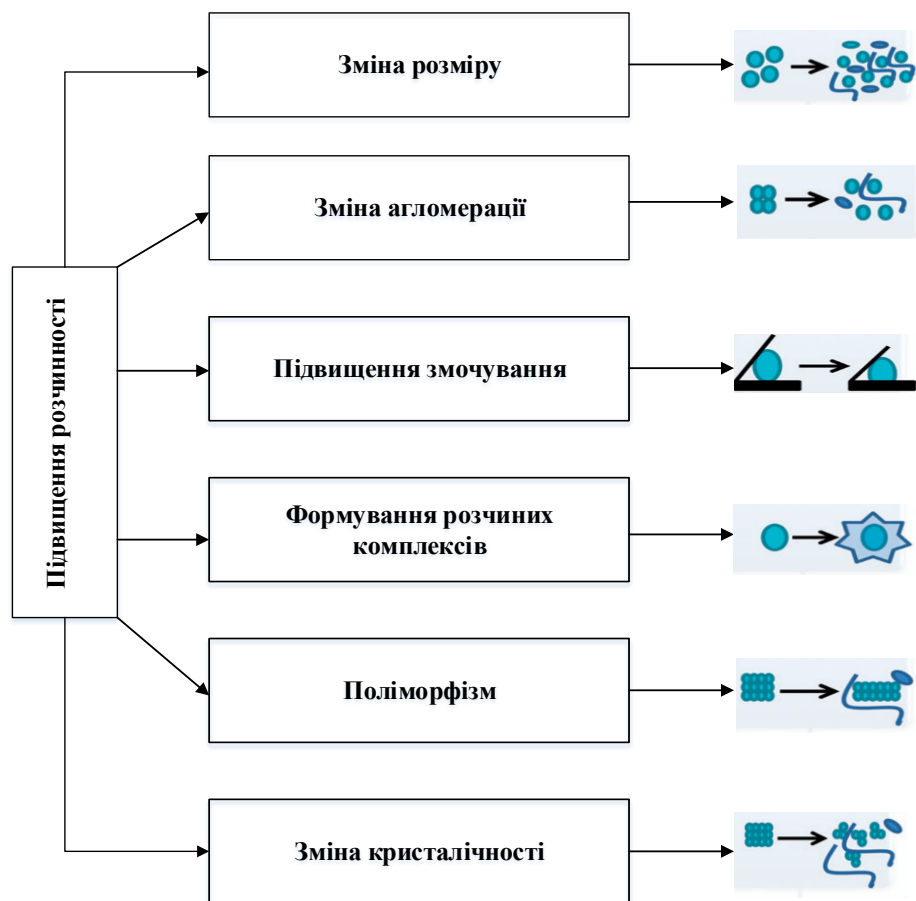 Підвищення розчинності
Зміна розміру
Зміна агломерації
Підвищення змочування
Формування розчиних
комплексів
Поліморфізм
Зміна кристалічності